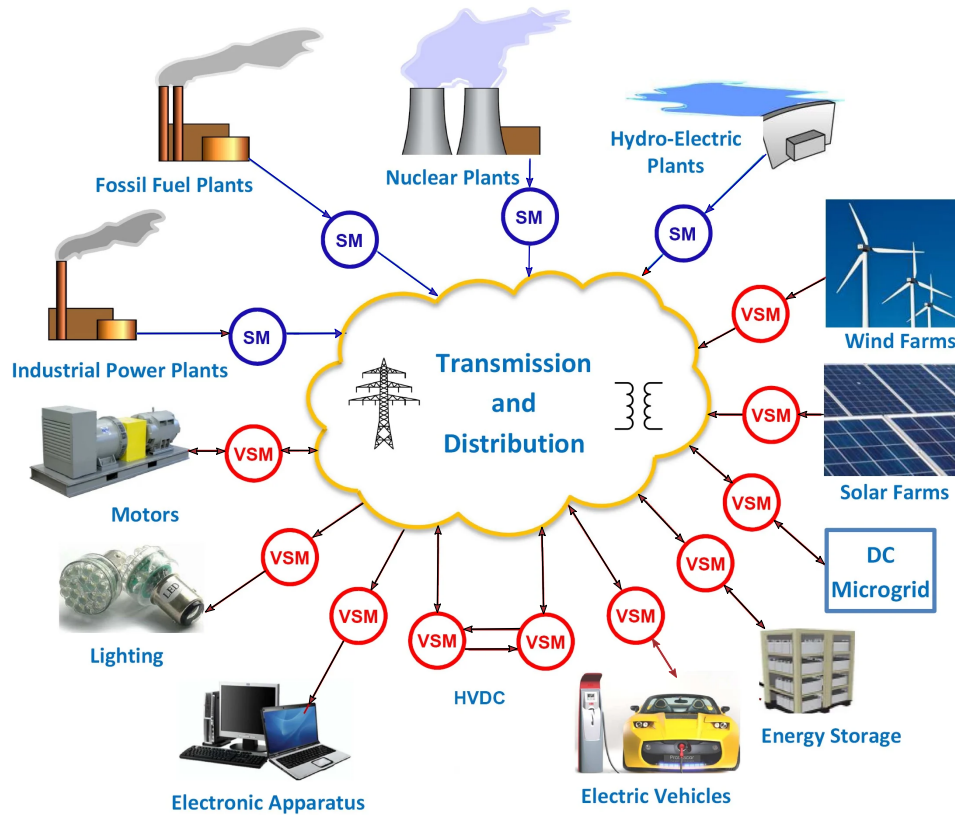 Fossil Fuel Plants
Nuclear Plants
Hydro-Electric
Plants
SM
SM
SM
SM
Industrial Power Plants
Transmission
and
Distribution
VSM
Wind Farms
VSM
Solar Farms
VSM
Motors
VSM
DC
Microgrid
VSM
LED
Lighting
VSM
Energy Storage
VSM
Electronic Apparatus
VSM
VSM
HVDC
VSM
Electric Vehicles